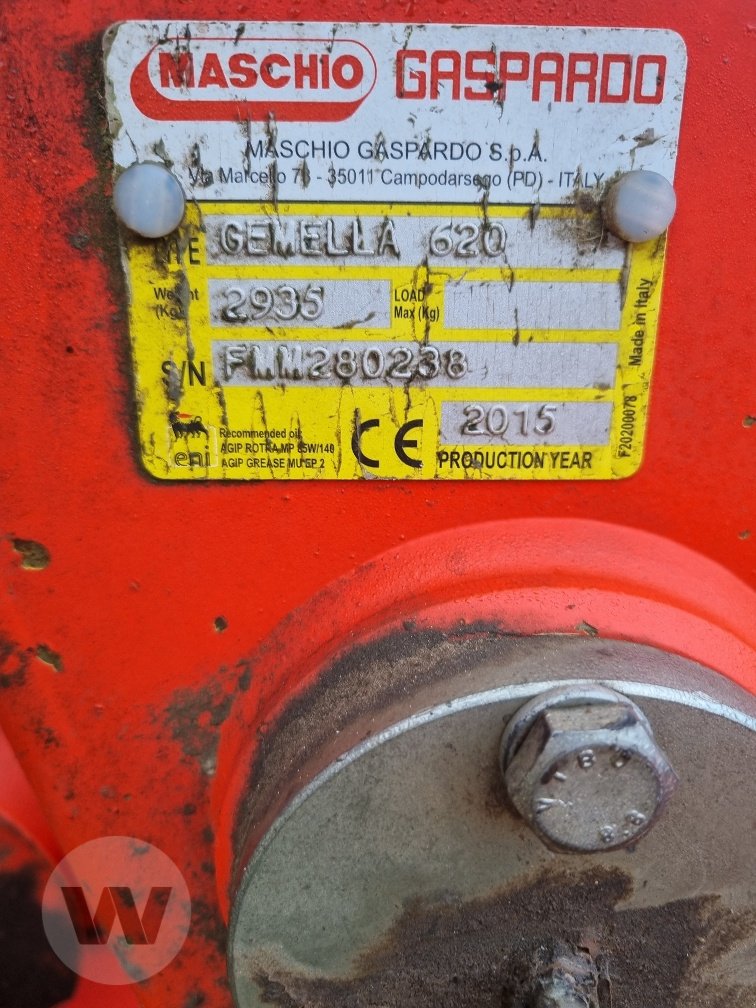 MASCHIO GASPARDO
MASCHIO GASPARDO S.p.A.
Via Marcello 73 - 35011 Campodarsego (PD) - ITALY
GEMELLA 620
Weight (Kg) 2935 LOAD Max (Kg)
S/N FMM280238
Made in Italy
F20200078
eni
Recommended oil:
AGIP ROTRA MP 85W/140
AGIP GREASE MU EP 2
CE
2015
PRODUCTION YEAR
8.8
W